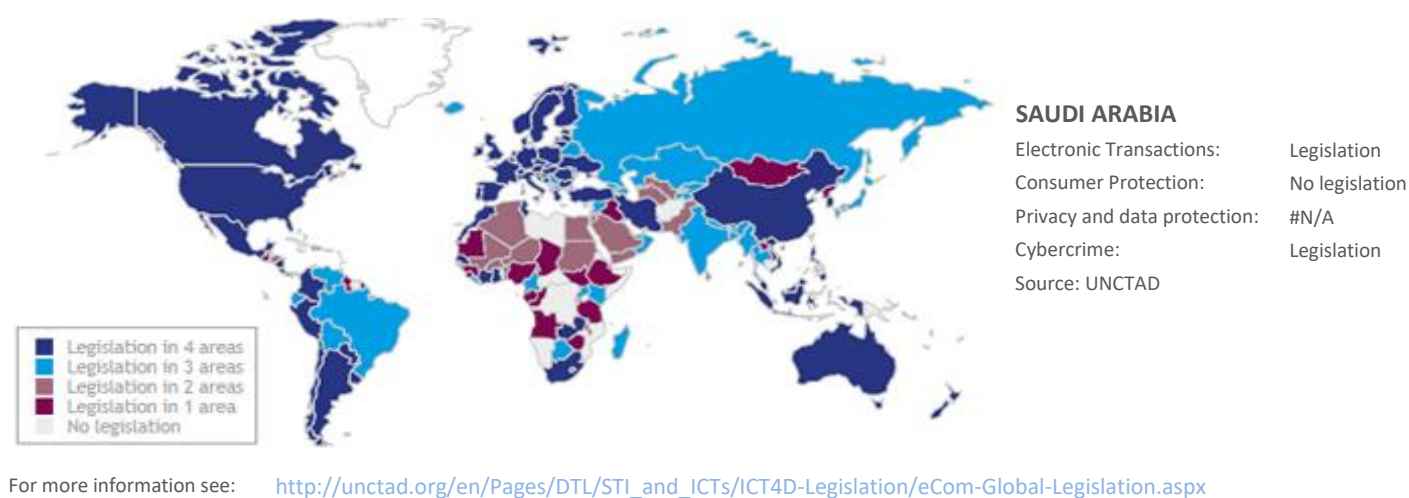 SAUDI ARABIA
Electronic Transactions: Legislation
Consumer Protection: No legislation
Privacy and data protection: #N/A
Cybercrime: Legislation
Source: UNCTAD
Legislation in 4 areas
Legislation in 3 areas
Legislation in 2 areas
Legislation in 1 area
No legislation
For more information see: http://unctad.org/en/Pages/DTL/STI_and_ICTs/ICT4D-Legislation/eCom-Global-Legislation.aspx